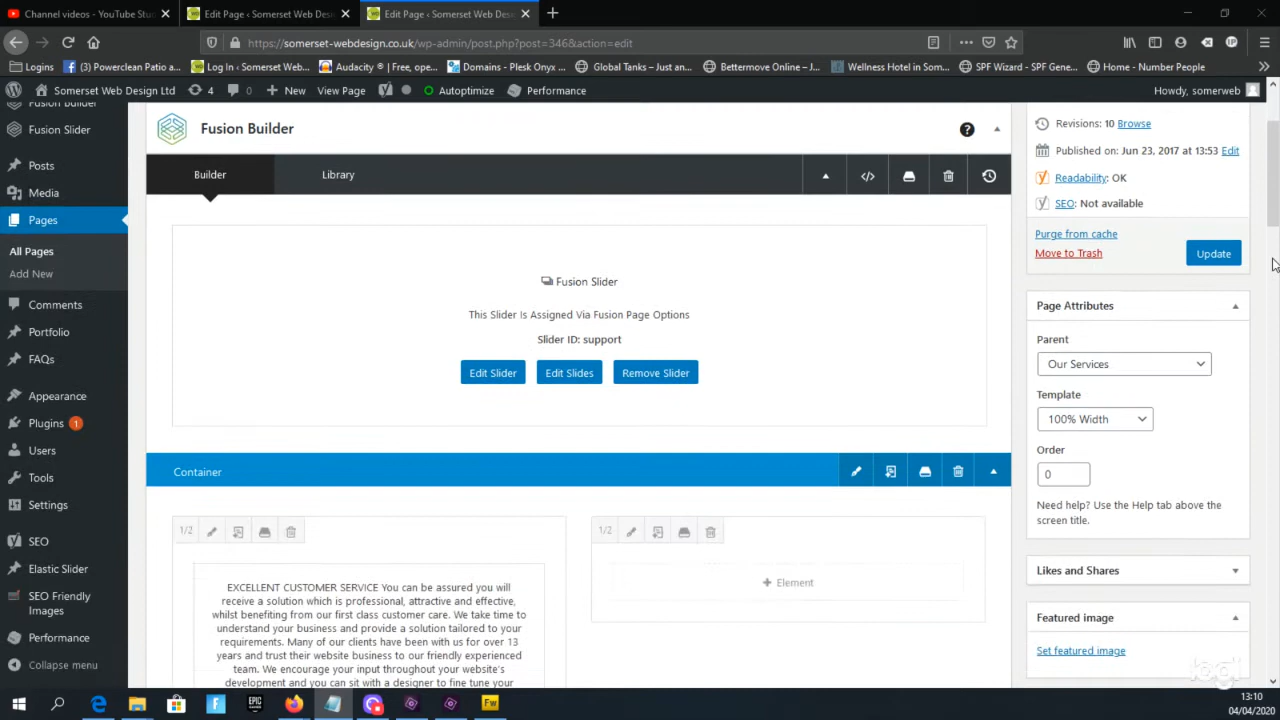 Channel videos - YouTube Stu
Edit Page ‹ Somerset Web Desi
Edit Page ‹ Somerset Web Desi
https://somerset-webdesign.co.uk/wp-admin/post.php?post=346&action=edit
Logins
(3) Powerclean Patio a...
Log In ‹ Somerset Web...
Audacity ® | Free, ope...
Domains - Plesk Onyx ...
Global Tanks – Just an...
Bettermove Online – J...
Wellness Hotel in Som...
SPF Wizard - SPF Gene...
Home - Number People
Somerset Web Design Ltd
4
0
New
View Page
Autoptimize
Performance
Howdy, somerweb
Fusion Builder
Fusion Slider
Posts
Media
Pages
All Pages
Add New
Comments
Portfolio
FAQs
Appearance
Plugins 1
Users
Tools
Settings
SEO
Elastic Slider
SEO Friendly
Images
Performance
Collapse menu
Fusion Builder
Builder
Library
Fusion Slider
This Slider Is Assigned Via Fusion Page Options
Slider ID: support
Edit Slider
Edit Slides
Remove Slider
Container
1/2
EXCELLENT CUSTOMER SERVICE You can be assured you will
receive a solution which is professional, attractive and effective,
whilst benefiting from our first class customer care. We take time to
understand your business and provide a solution tailored to your
requirements. Many of our clients have been with us for over 13
years and trust their website business to our friendly experienced
team. We encourage your input throughout your website's
development and you can sit with a designer to fine tune your
1/2
Element
Revisions: 10 Browse
Published on: Jun 23, 2017 at 13:53 Edit
Readability: OK
SEO: Not available
Purge from cache
Move to Trash
Update
Page Attributes
Parent
Our Services
Template
100% Width
Order
0
Need help? Use the Help tab above the
screen title.
Likes and Shares
Featured image
Set featured image
logi
EPIC
Fw
13:10
04/04/2020